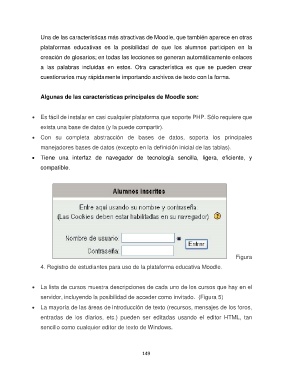 Una de las características más atractivas de Moodle, que también aparece en otras
plataformas educativas es la posibilidad de que los alumnos participen en la
creación de glosarios; en todas las lecciones se generan automáticamente enlaces
a las palabras incluidas en estos. Otra característica es que se pueden crear
cuestionarios muy rápidamente importando archivos de texto con la forma.
Algunas de las características principales de Moodle son:
• Es fácil de instalar en casi cualquier plataforma que soporte PHP. Sólo requiere que
exista una base de datos (y la puede compartir).
• Con su completa abstracción de bases de datos, soporta los principales
manejadores bases de datos (excepto en la definición inicial de las tablas).
• Tiene una interfaz de navegador de tecnología sencilla, ligera, eficiente, y
compatible.
Alumnos inscritos
Entre aquí usando su nombre y contraseña
(Las Cookies deben estar habilitadas en su navegador) ?
Nombre de usuario:
Contraseña:
Entrar
Figura
4. Registro de estudiantes para uso de la plataforma educativa Moodle.
• La lista de cursos muestra descripciones de cada uno de los cursos que hay en el
servidor, incluyendo la posibilidad de acceder como invitado. (Figura 5)
• La mayoría de las áreas de introducción de texto (recursos, mensajes de los foros,
entradas de los diarios, etc.) pueden ser editadas usando el editor HTML, tan
sencillo como cualquier editor de texto de Windows.
149